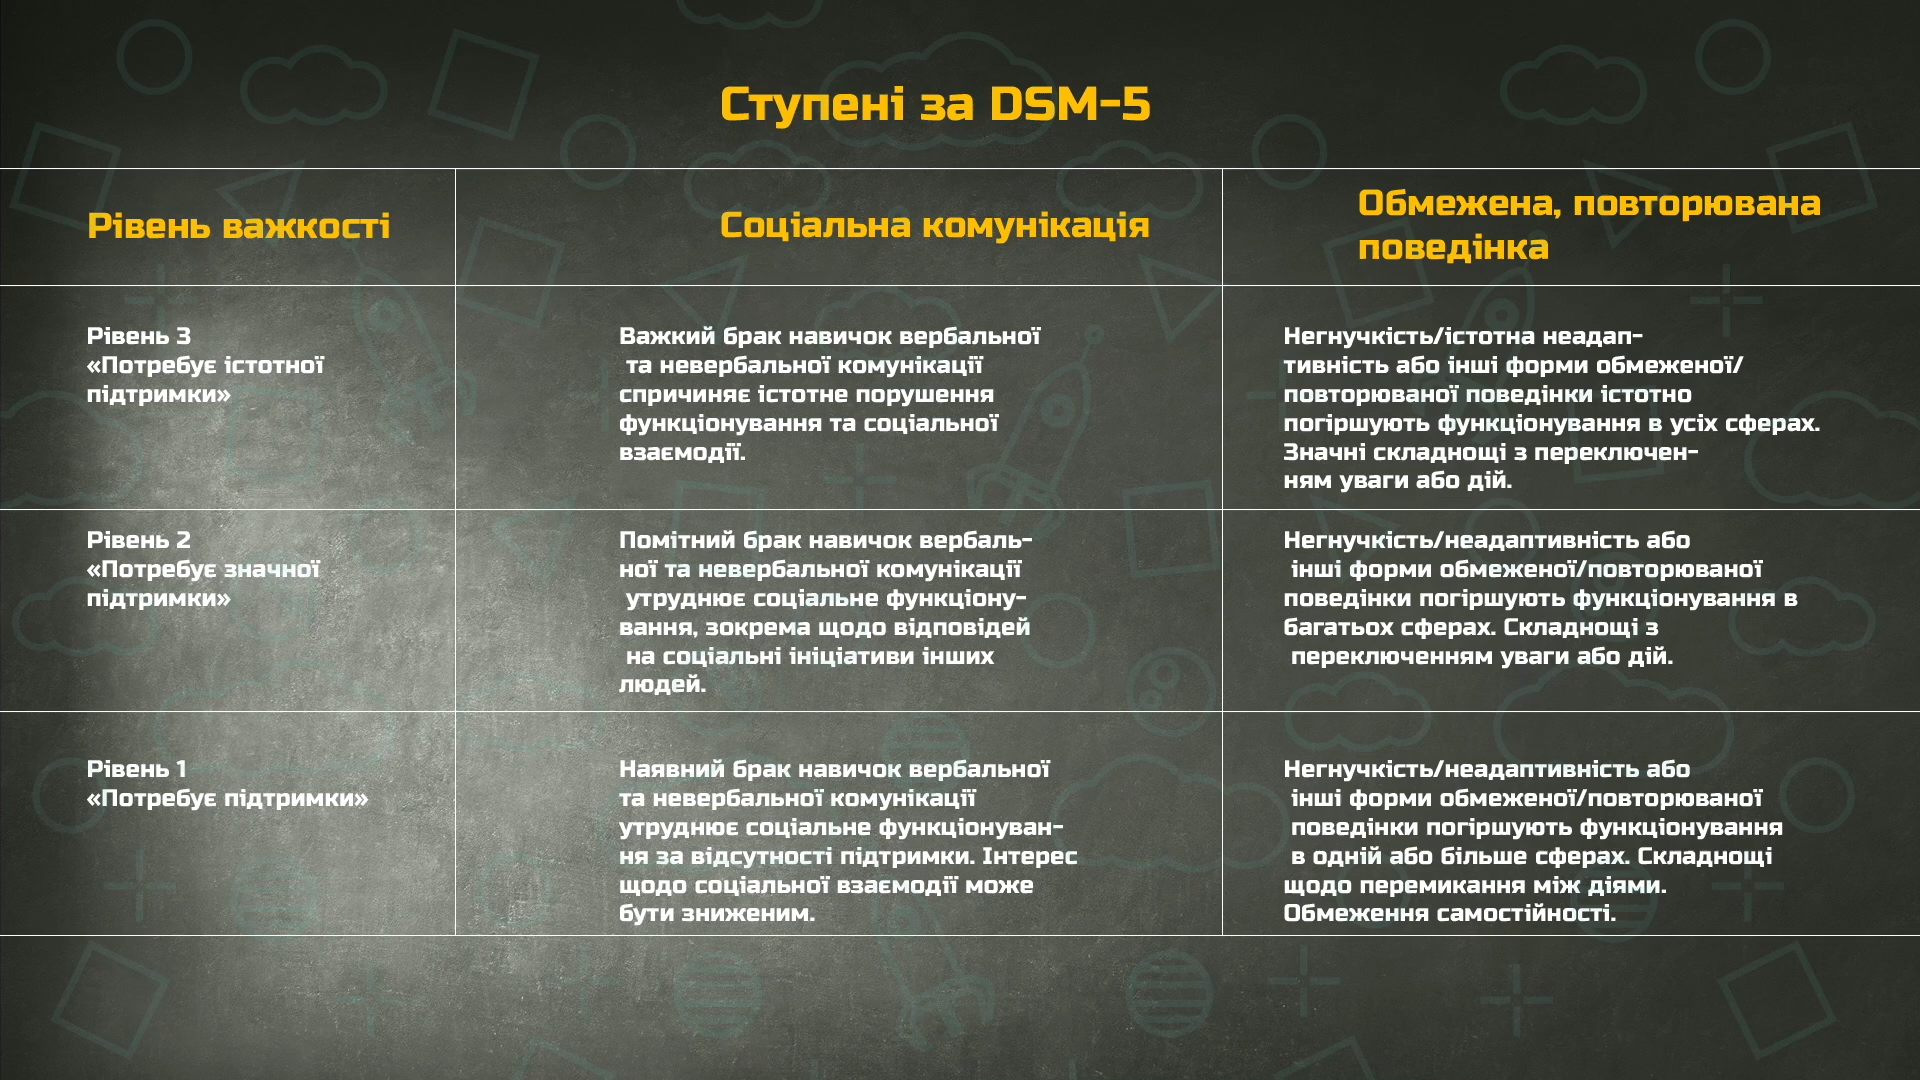 Ступені за DSM-5
Рівень важкості
Соціальна комунікація
Обмежена, повторювана
поведінка
Рівень 3
«Потребує істотної
підтримки»
Важкий брак навичок вербальної
та невербальної комунікації
спричиняє істотне порушення
функціонування та соціальної
взаємодії.
Негнучкість/істотна неадап-
тивність або інші форми обмеженої/
повторюваної поведінки істотно
погіршують функціонування в усіх сферах.
Значні складнощі з переключен-
ням уваги або дій.
Рівень 2
«Потребує значної
підтримки»
Помітний брак навичок вербаль-
ної та невербальної комунікації
утруднює соціальне функціону-
вання, зокрема щодо відповідей
на соціальні ініціативи інших
людей.
Негнучкість/неадаптивність або
інші форми обмеженої/повторюваної
поведінки погіршують функціонування в
багатьох сферах. Складнощі з
переключенням уваги або дій.
Рівень 1
«Потребує підтримки»
Наявний брак навичок вербальної
та невербальної комунікації
утруднює соціальне функціонуван-
ня за відсутності підтримки. Інтерес
щодо соціальної взаємодії може
бути зниженим.
Негнучкість/неадаптивність або
інші форми обмеженої/повторюваної
поведінки погіршують функціонування
в одній або більше сферах. Складнощі
щодо перемикання між діями.
Обмеження самостійності.